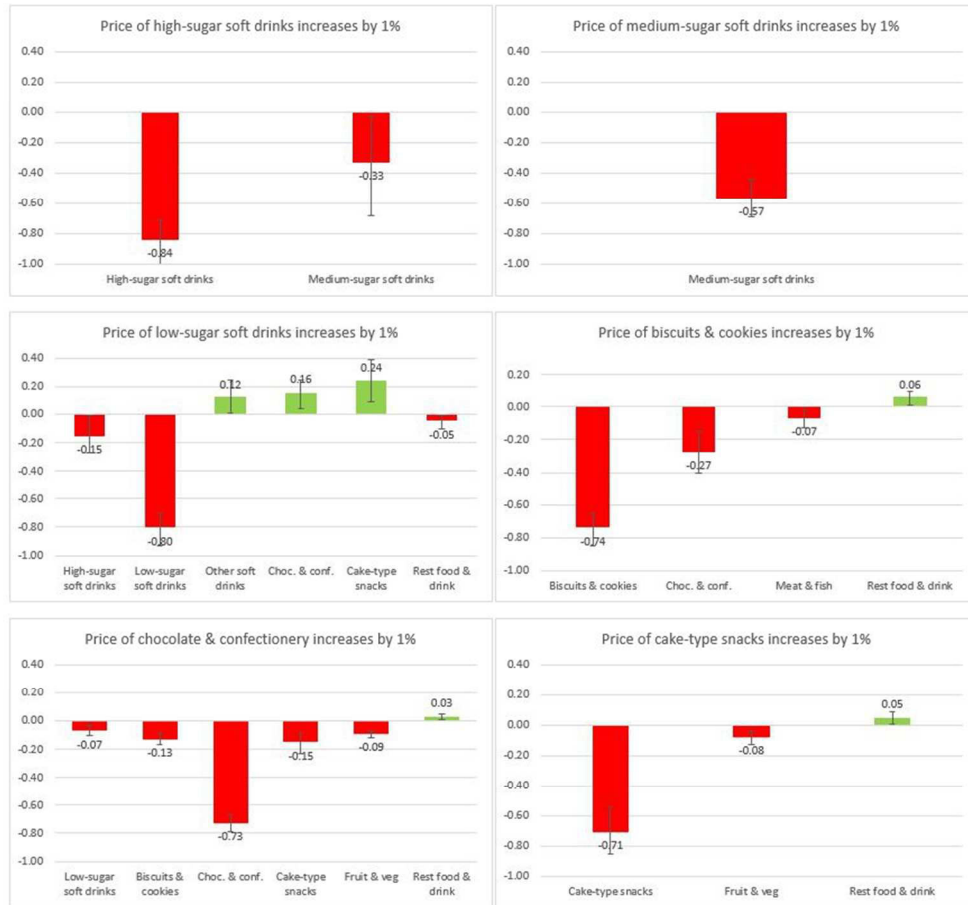 Price of high-sugar soft drinks increases by 1%
0.40
0.20
0.00
-0.20
-0.40
-0.60
-0.80
-1.00
-0.84
-0.33
High-sugar soft drinks
Medium-sugar soft drinks
Price of medium-sugar soft drinks increases by 1%
0.40
0.20
0.00
-0.20
-0.40
-0.60
-0.80
-1.00
-0.57
Medium-sugar soft drinks
Price of low-sugar soft drinks increases by 1%
0.40
0.20
0.00
-0.20
-0.40
-0.60
-0.80
-1.00
-0.15
-0.80
0.12
0.16
0.24
-0.05
High-sugar
soft drinks
Low-sugar
soft drinks
Other soft
drinks
Choc. & conf.
Cake-type
snacks
Rest food &
drink
Price of biscuits & cookies increases by 1%
0.20
0.00
-0.20
-0.40
-0.60
-0.80
-1.00
-0.74
-0.27
-0.07
0.06
Biscuits & cookies
Choc. & conf.
Meat & fish
Rest food & drink
Price of chocolate & confectionery increases by 1%
0.40
0.20
0.00
-0.20
-0.40
-0.60
-0.80
-1.00
-0.07
-0.13
-0.73
-0.15
-0.09
0.03
Low-sugar
soft drinks
Biscuits &
cookies
Choc. & conf.
Cake-type
snacks
Fruit & veg
Rest food &
drink
Price of cake-type snacks increases by 1%
0.40
0.20
0.00
-0.20
-0.40
-0.60
-0.80
-1.00
-0.71
-0.08
0.05
Cake-type snacks
Fruit & veg
Rest food & drink